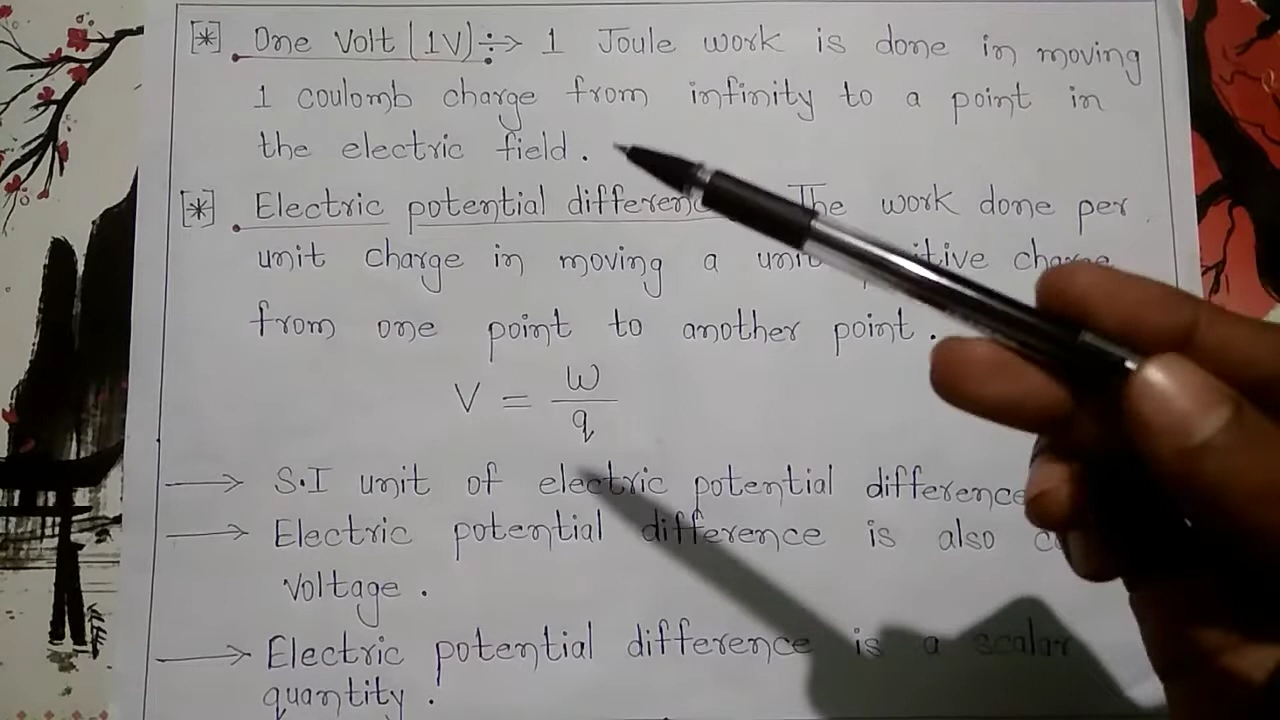 [*] One Volt (1V) ÷> 1 Joule work is done in moving
1 coulomb charge from infinity to a point in
the electric field.
[*] Electric potential The work done per
unit charge in moving a charge
from one point to another point.
V = W/q
→ S.I unit of electric potential difference
→ Electric potential difference is also
Voltage.
→ Electric potential difference is a scalar
quantity.